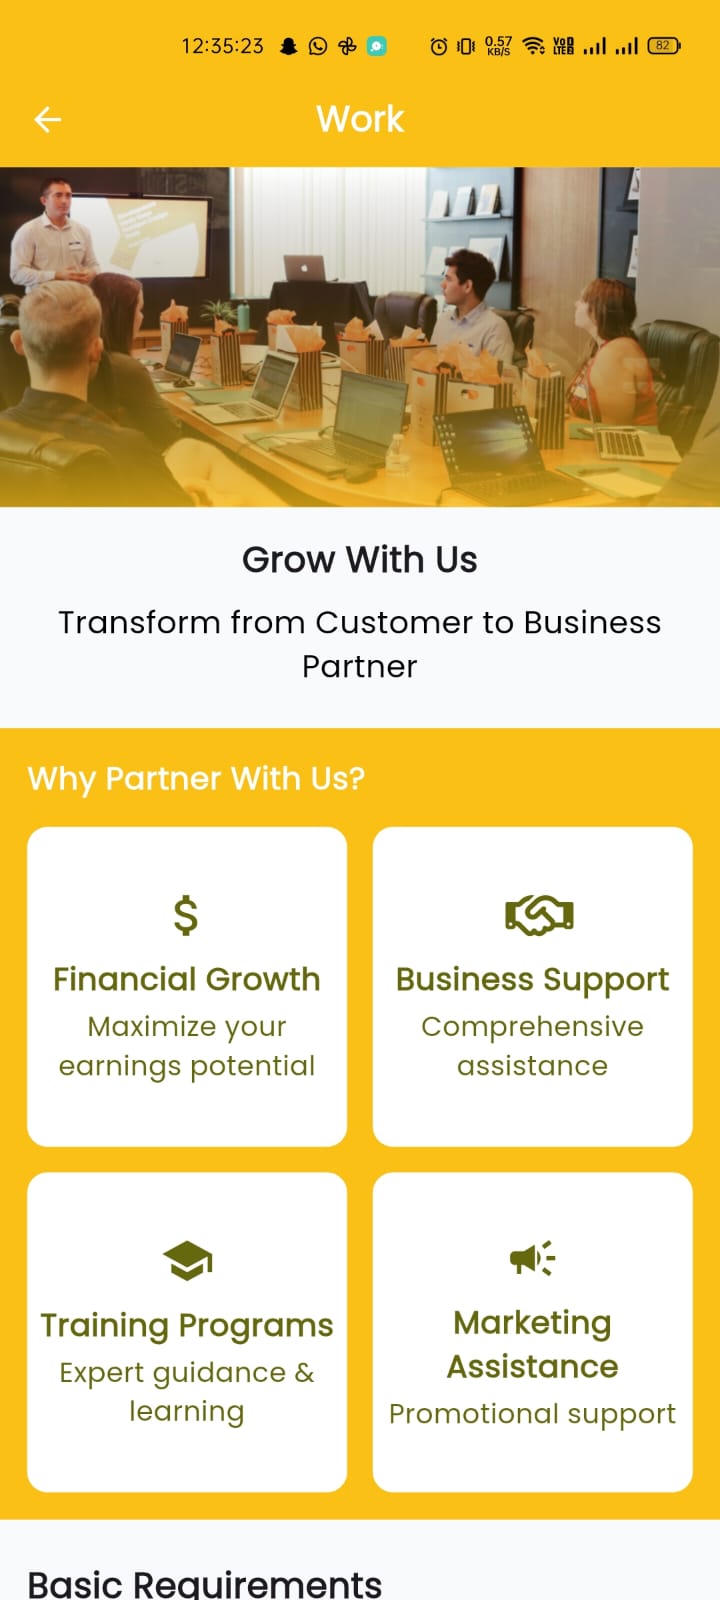 12:35:23
0.57
KB/S
VoD
LTE2
82
Work
Grow With Us
Transform from Customer to Business
Partner
Why Partner With Us?
$
Financial Growth
Maximize your
earnings potential
Business Support
Comprehensive
assistance
Training Programs
Expert guidance &
learning
Marketing
Assistance
Promotional support
Basic Requirements